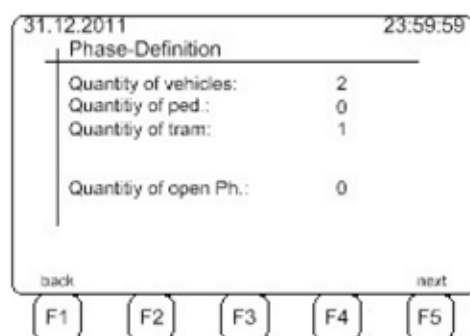 31.12.2011 23:59:59
Phase-Definition
Quantity of vehicles: 2
Quantitiy of ped.: 0
Quantitiy of tram: 1
Quantitiy of open Ph.: 0
back next
F1 F2 F3 F4 F5